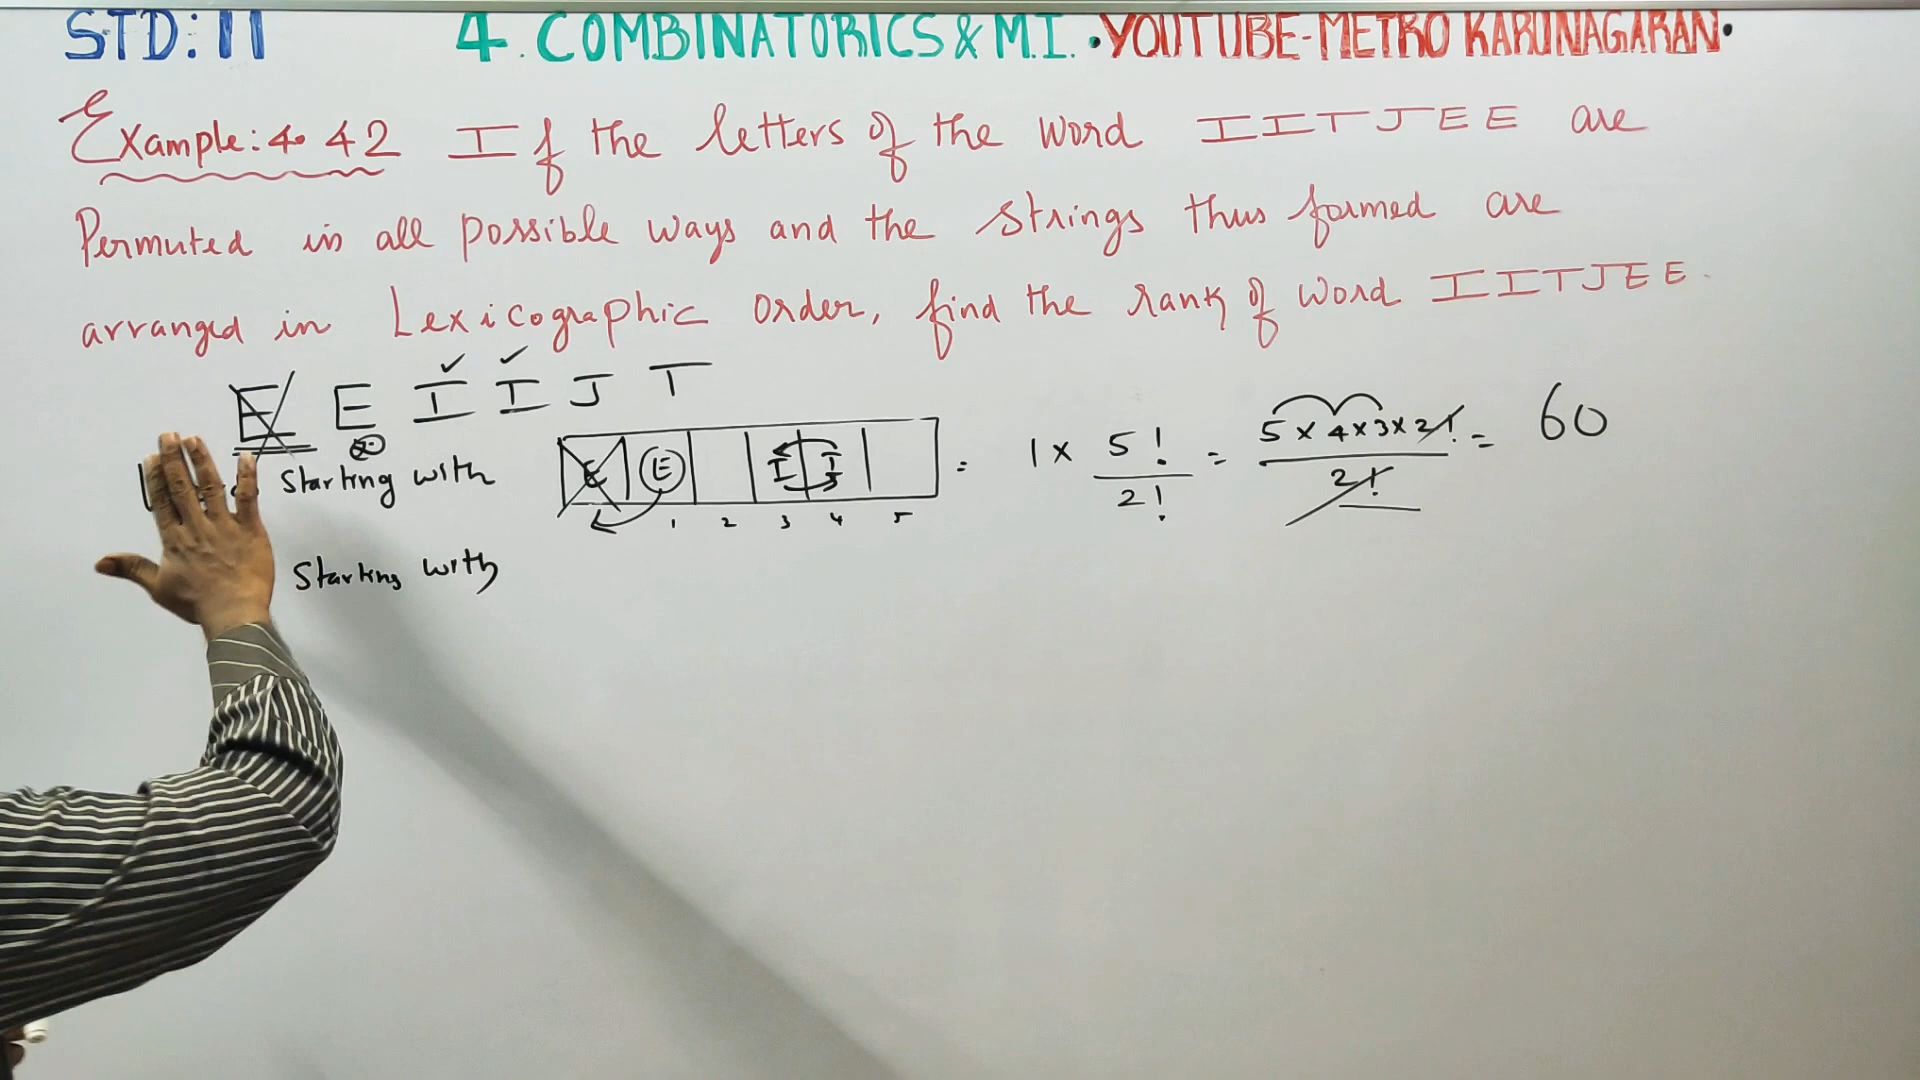 STD: 11 4. COMBINATORICS & M.I. • YOUTUBE-METRO KARUNAGARAN•
Example: 4.42 If the letters of the word IITJEE are
Permuted in all possible ways and the strings thus formed are
arranged in Lexicographic order, find the rank of word IITJEE.
E E I I J T
Starting with E E I I = 1 × 5! / 2! = 5 × 4 × 3 × 2! / 2! = 60
1 2 3 4 5
Starting with